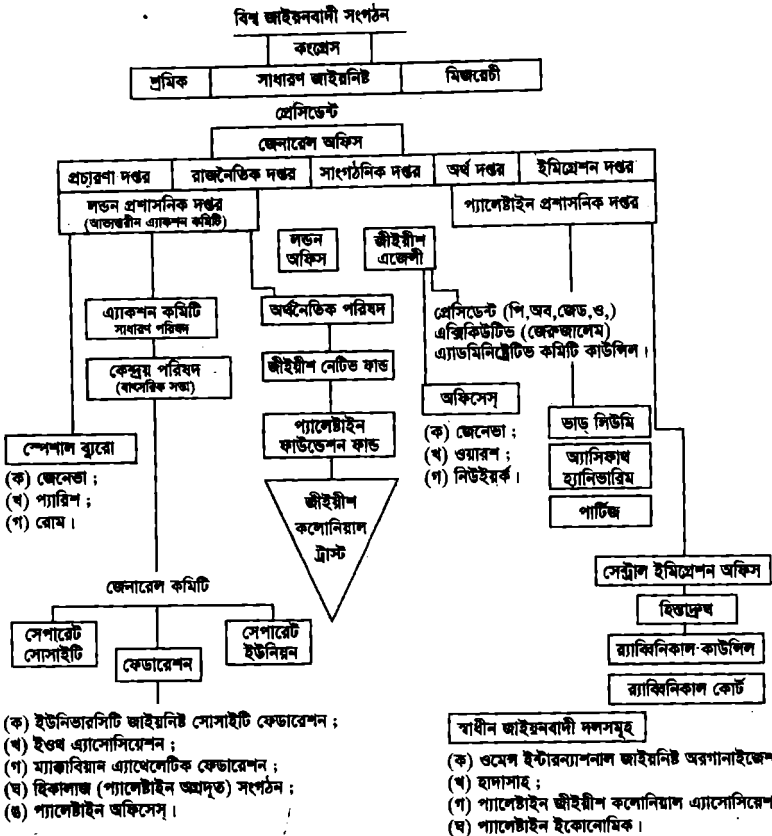 বিশ্ব জাইয়নবাদী সংগঠন
কংগ্রেস
শ্রমিক
সাধারণ জাইয়নিষ্ট
মিজরেচী
প্রেসিডেন্ট
জেনারেল অফিস
প্রচারণা দপ্তর
রাজনৈতিক দপ্তর
সাংগঠনিক দপ্তর
অর্থ দপ্তর
ইমিগ্রেশন দপ্তর
লন্ডন প্রশাসনিক দপ্তর
(আভ্যন্তরীন এ্যাকশন কমিটি)
প্যালেষ্টাইন প্রশাসনিক দপ্তর
লন্ডন
অফিস
জীইয়ীশ
এজেন্সী
এ্যাকশন কমিটি
সাধারণ পরিষদ
অর্থনৈতিক পরিষদ
প্রেসিডেন্ট (পি,অব,জেড,ও,)
এক্সিকিউটিভ (জেরুজালেম)
এ্যাডমিনিষ্ট্রেটিভ কমিটি কাউন্সিল।
কেন্দ্রয় পরিষদ
(বাৎসরিক সভা)
জীইয়ীশ নেটিভ ফান্ড
অফিসেস্
(ক) জেনেভা ;
(খ) ওয়ারশ ;
(গ) নিউইয়র্ক।
প্যালেষ্টাইন
ফাউন্ডেশন ফান্ড
ভাড্ লিউমি
অ্যাসিফাথ
হ্যানিভারিম
পার্টিজ
স্পেশাল ব্যুরো
(ক) জেনেভা ;
(খ) প্যারিশ ;
(গ) রোম।
জীইয়ীশ
কলোনিয়াল
ট্রাস্ট
জেনারেল কমিটি
সেপারেট
সোসাইটি
ফেডারেশন
সেপারেট
ইউনিয়ন
সেন্ট্রাল ইমিগ্রেশন অফিস
হিস্তাদ্রুথ
র‍্যাব্বিনিকাল কাউন্সিল
র‍্যাব্বিনিকাল কোর্ট
(ক) ইউনিভারসিটি জাইয়নিষ্ট সোসাইটি ফেডারেশন ;
(খ) ইওথ এ্যাসোসিয়েশন ;
(গ) ম্যাক্কাবিয়ান এ্যাথেলেটিক ফেডারেশন ;
(ঘ) হিকালাজ (প্যালেষ্টাইন অগ্রদূত) সংগঠন ;
(ঙ) প্যালেষ্টাইন অফিসেস্।
স্বাধীন জাইয়নবাদী দলসমূহ
(ক) ওমেন্স ইন্টারন্যাশনাল জাইয়নিষ্ট অরগানাইজেশ
(খ) হাদাসাহ ;
(গ) প্যালেষ্টাইন জীইয়ীশ কলোনিয়াল এ্যাসোসিয়েশ
(ঘ) প্যালেষ্টাইন ইকোনোমিক।